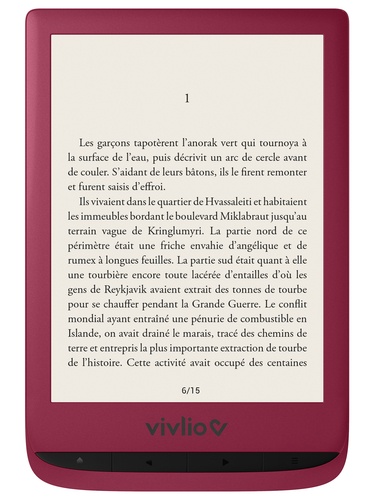 1
Les garçons tapotèrent l'anorak vert qui tournoya à
la surface de l'eau, puis décrivit un arc de cercle avant
de couler. S'aidant de leurs bâtons, ils le firent remonter
et furent saisis d'effroi.
Ils vivaient dans le quartier de Hvassaleiti et habitaient
les immeubles bordant le boulevard Miklabraut jusqu'au
terrain vague de Kringlumyri. La partie nord de ce
périmètre était une friche envahie d'angélique et de
rumex à longues feuilles. La partie sud était quant à elle
une tourbière encore toute lacérée d'entailles d'où les
gens de Reykjavik avaient extrait des tonnes de tourbe
pour se chauffer pendant la Grande Guerre. Le conflit
mondial ayant entraîné une pénurie de combustible en
Islande, on avait drainé le marais, tracé des chemins de
terre et entrepris la plus importante extraction de tourbe
de l'histoire. Cette activité avait occupé des centaines
6/15
vivlio